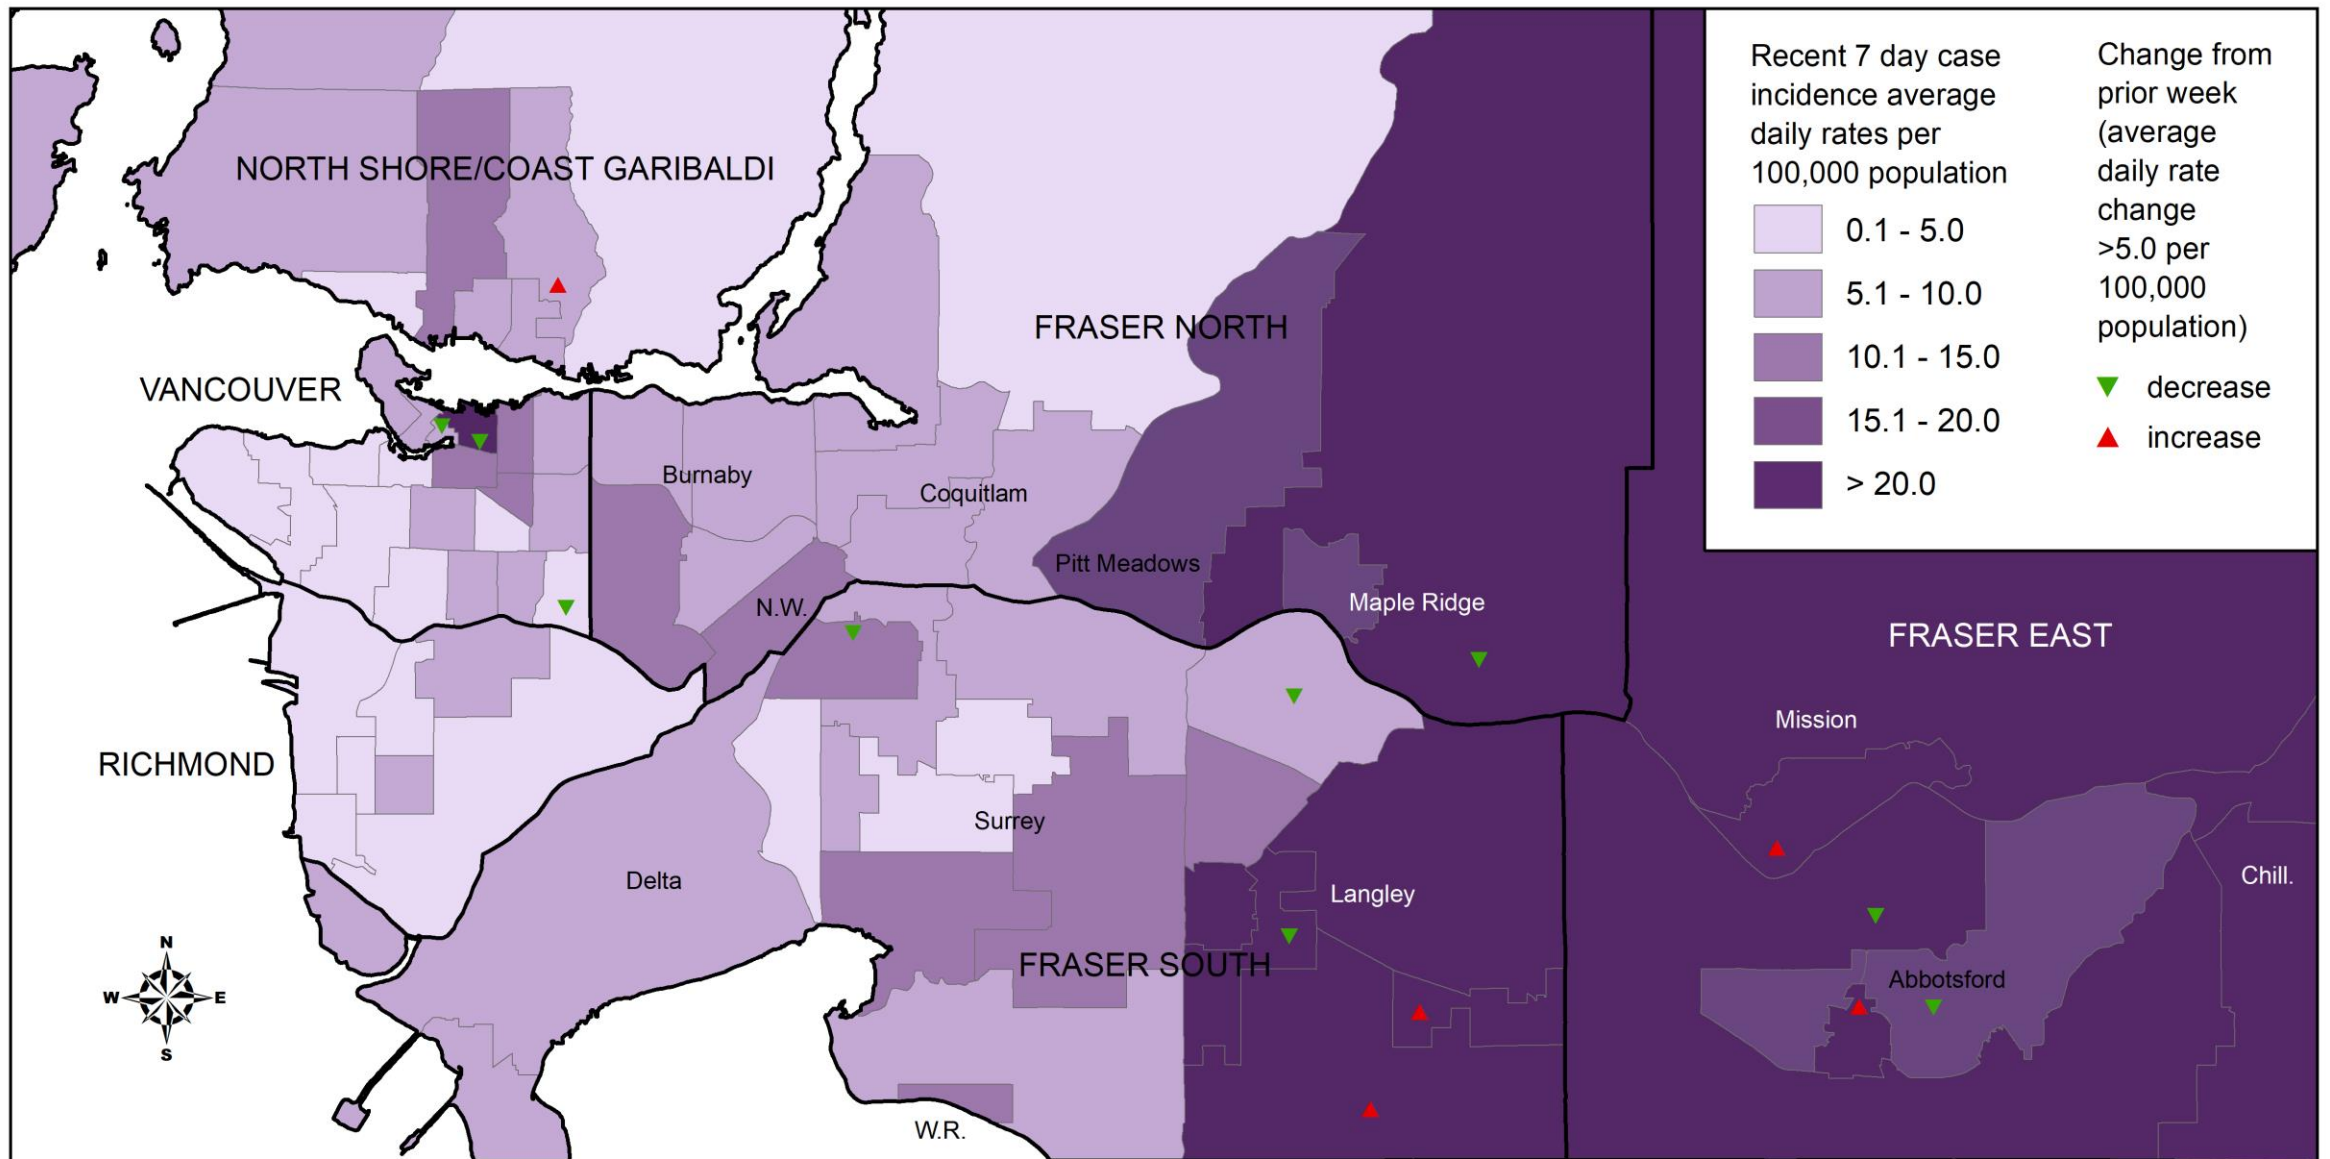 NORTH SHORE/COAST GARIBALDI
FRASER NORTH
VANCOUVER
Burnaby
Coquitlam
Pitt Meadows
N.W.
Maple Ridge
FRASER EAST
Mission
RICHMOND
Surrey
Delta
Langley
Chill.
FRASER SOUTH
Abbotsford
W.R.
N
W
E
S
Recent 7 day case
incidence average
daily rates per
100,000 population
0.1 - 5.0
5.1 - 10.0
10.1 - 15.0
15.1 - 20.0
> 20.0
Change from
prior week
(average
daily rate
change
>5.0 per
100,000
population)
decrease
increase